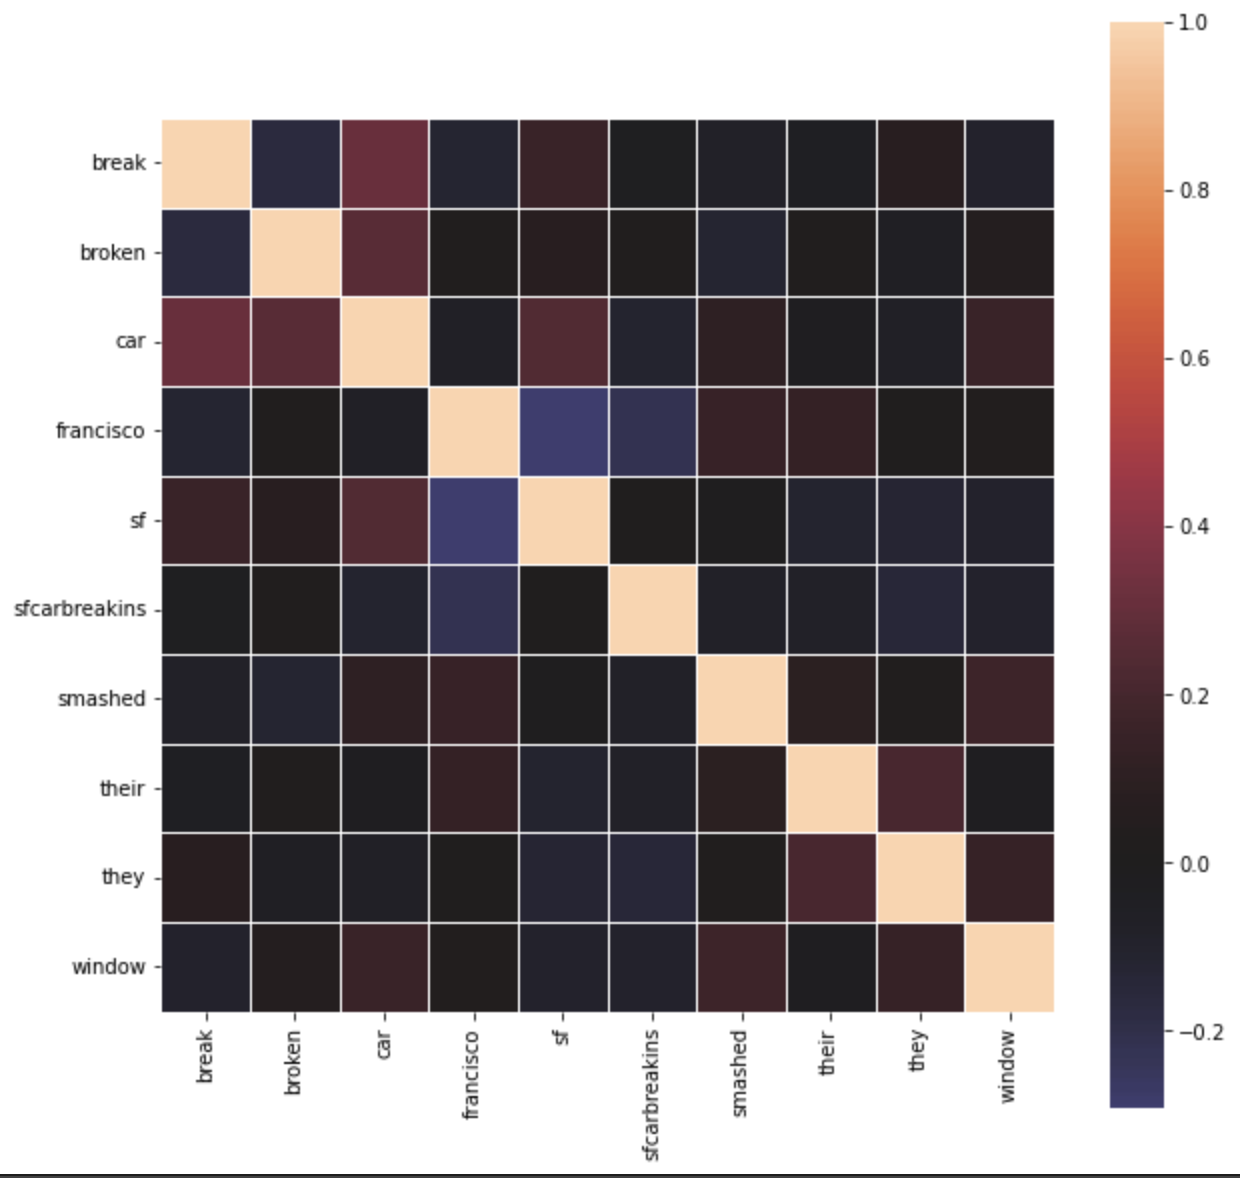 1.0
0.8
0.6
0.4
0.2
0.0
−0.2
break
broken
car
francisco
sf
sfcarbreakins
smashed
their
they
window
break
broken
car
francisco
sf
sfcarbreakins
smashed
their
they
window